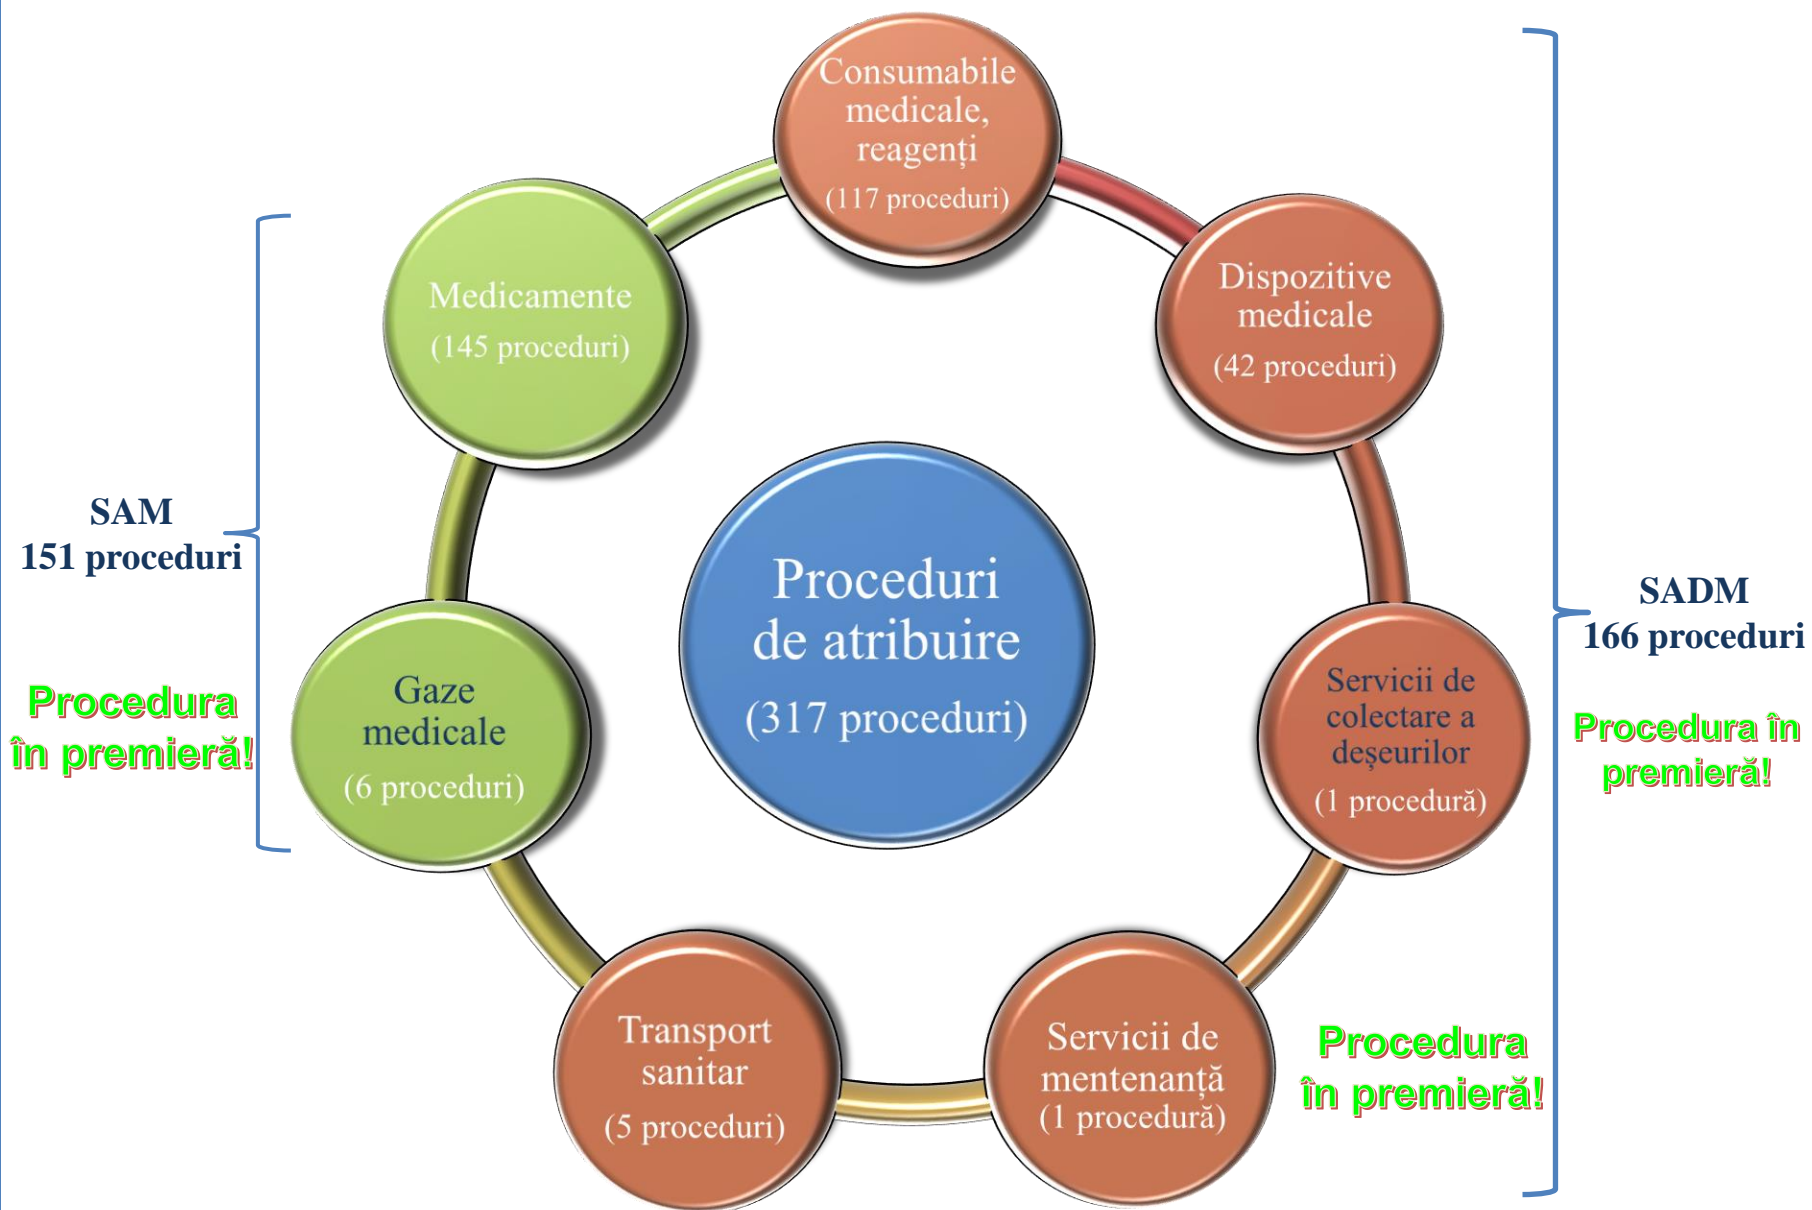 Consumabile
medicale,
reagenți
(117 proceduri)
Dispozitive
medicale
(42 proceduri)
Servicii de
colectare a
deșeurilor
(1 procedură)
Servicii de
mentenanță
(1 procedură)
Transport
sanitar
(5 proceduri)
Gaze
medicale
(6 proceduri)
Medicamente
(145 proceduri)
Proceduri
de atribuire
(317 proceduri)
SAM
151 proceduri
Procedura
în premieră!
SADM
166 proceduri
Procedura în
premieră!
Procedura
în premieră!